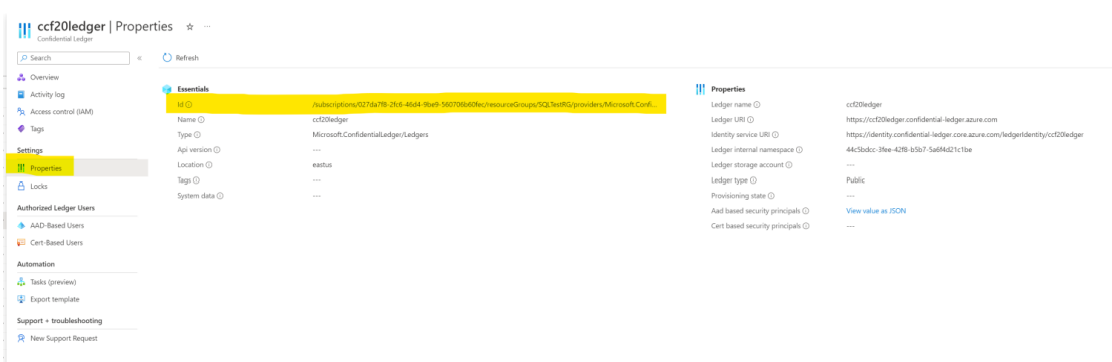 ccf20ledger | Properties ☆ ···
Confidential Ledger
Search «
Refresh
Overview
Activity log
Access control (IAM)
Tags
Settings
Properties
Locks
Authorized Ledger Users
AAD-Based Users
Cert-Based Users
Automation
Tasks (preview)
Export template
Support + troubleshooting
New Support Request
Essentials
Id /subscriptions/027da7f8-2fc6-46d4-9be9-560706b60fec/resourceGroups/SQLTestRG/providers/Microsoft.Confi...
Name ccf20ledger
Type Microsoft.ConfidentialLedger/Ledgers
Api version ---
Location eastus
Tags ---
System data ---
Properties
Ledger name ccf20ledger
Ledger URI https://ccf20ledger.confidential-ledger.azure.com
Identity service URI https://identity.confidential-ledger.core.azure.com/ledgerIdentity/ccf20ledger
Ledger internal namespace 44c5bdcc-3fee-42f8-b5b7-5a6f4d21c1be
Ledger storage account ---
Ledger type Public
Provisioning state ---
Aad based security principals View value as JSON
Cert based security principals ---